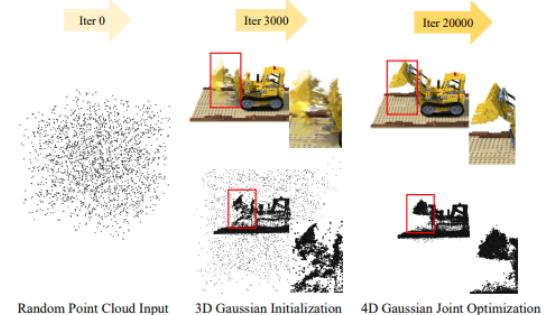 Iter 0
Iter 3000
Iter 20000
Random Point Cloud Input
3D Gaussian Initialization
4D Gaussian Joint Optimization